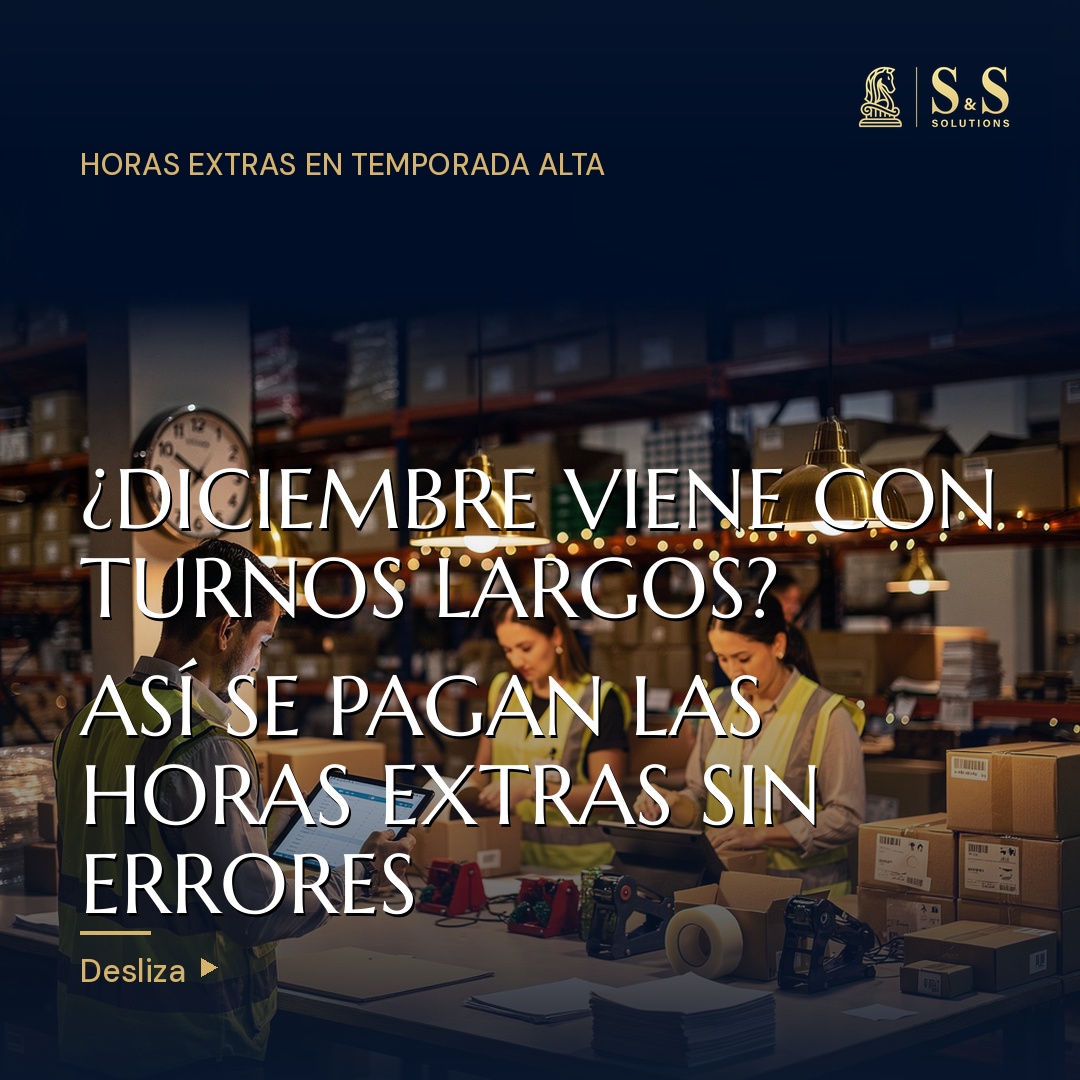 S&S
SOLUTIONS
HORAS EXTRAS EN TEMPORADA ALTA
¿DICIEMBRE VIENE CON
TURNOS LARGOS?
ASÍ SE PAGAN LAS
HORAS EXTRAS SIN
ERRORES
Desliza